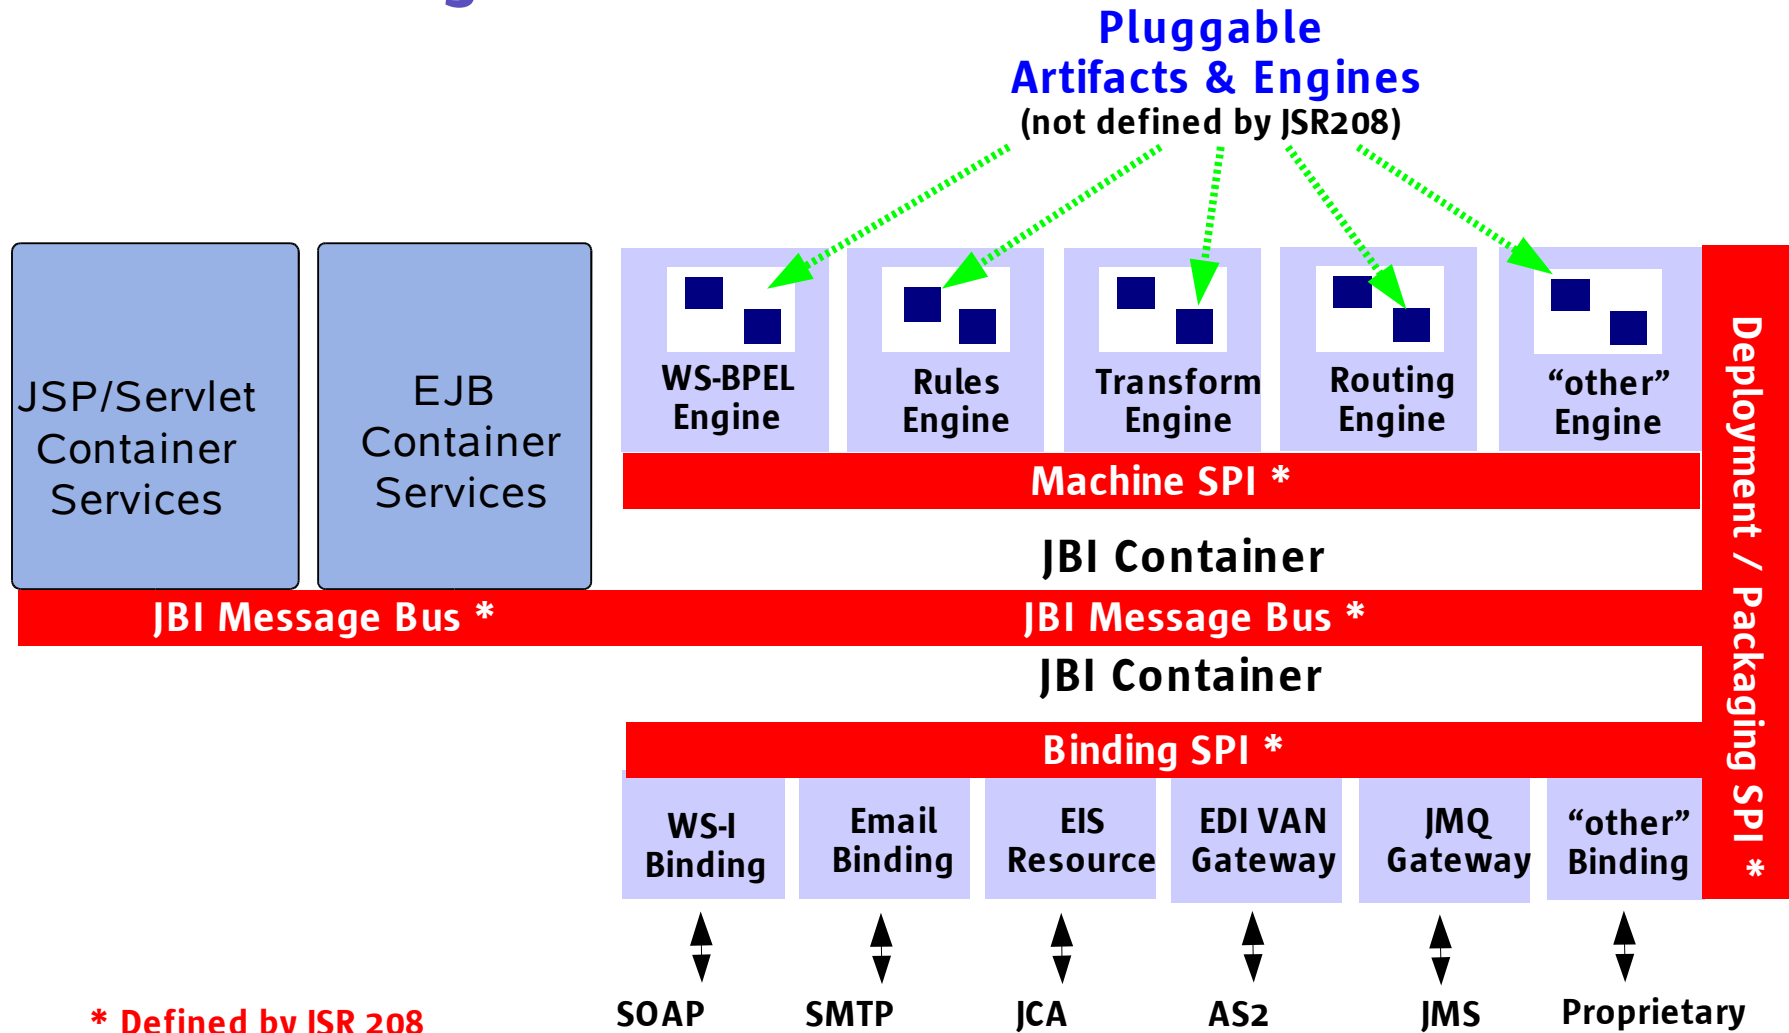 Pluggable
Artifacts & Engines
(not defined by JSR208)
JSP/Servlet
Container
Services
EJB
Container
Services
WS-BPEL
Engine
Rules
Engine
Transform
Engine
Routing
Engine
“other”
Engine
Machine SPI *
JBI Container
JBI Message Bus *
JBI Message Bus *
JBI Container
Binding SPI *
Deployment / Packaging SPI *
WS-I
Binding
Email
Binding
EIS
Resource
EDI VAN
Gateway
JMQ
Gateway
“other”
Binding
SOAP
SMTP
JCA
AS2
JMS
Proprietary
* Defined by JSR 208